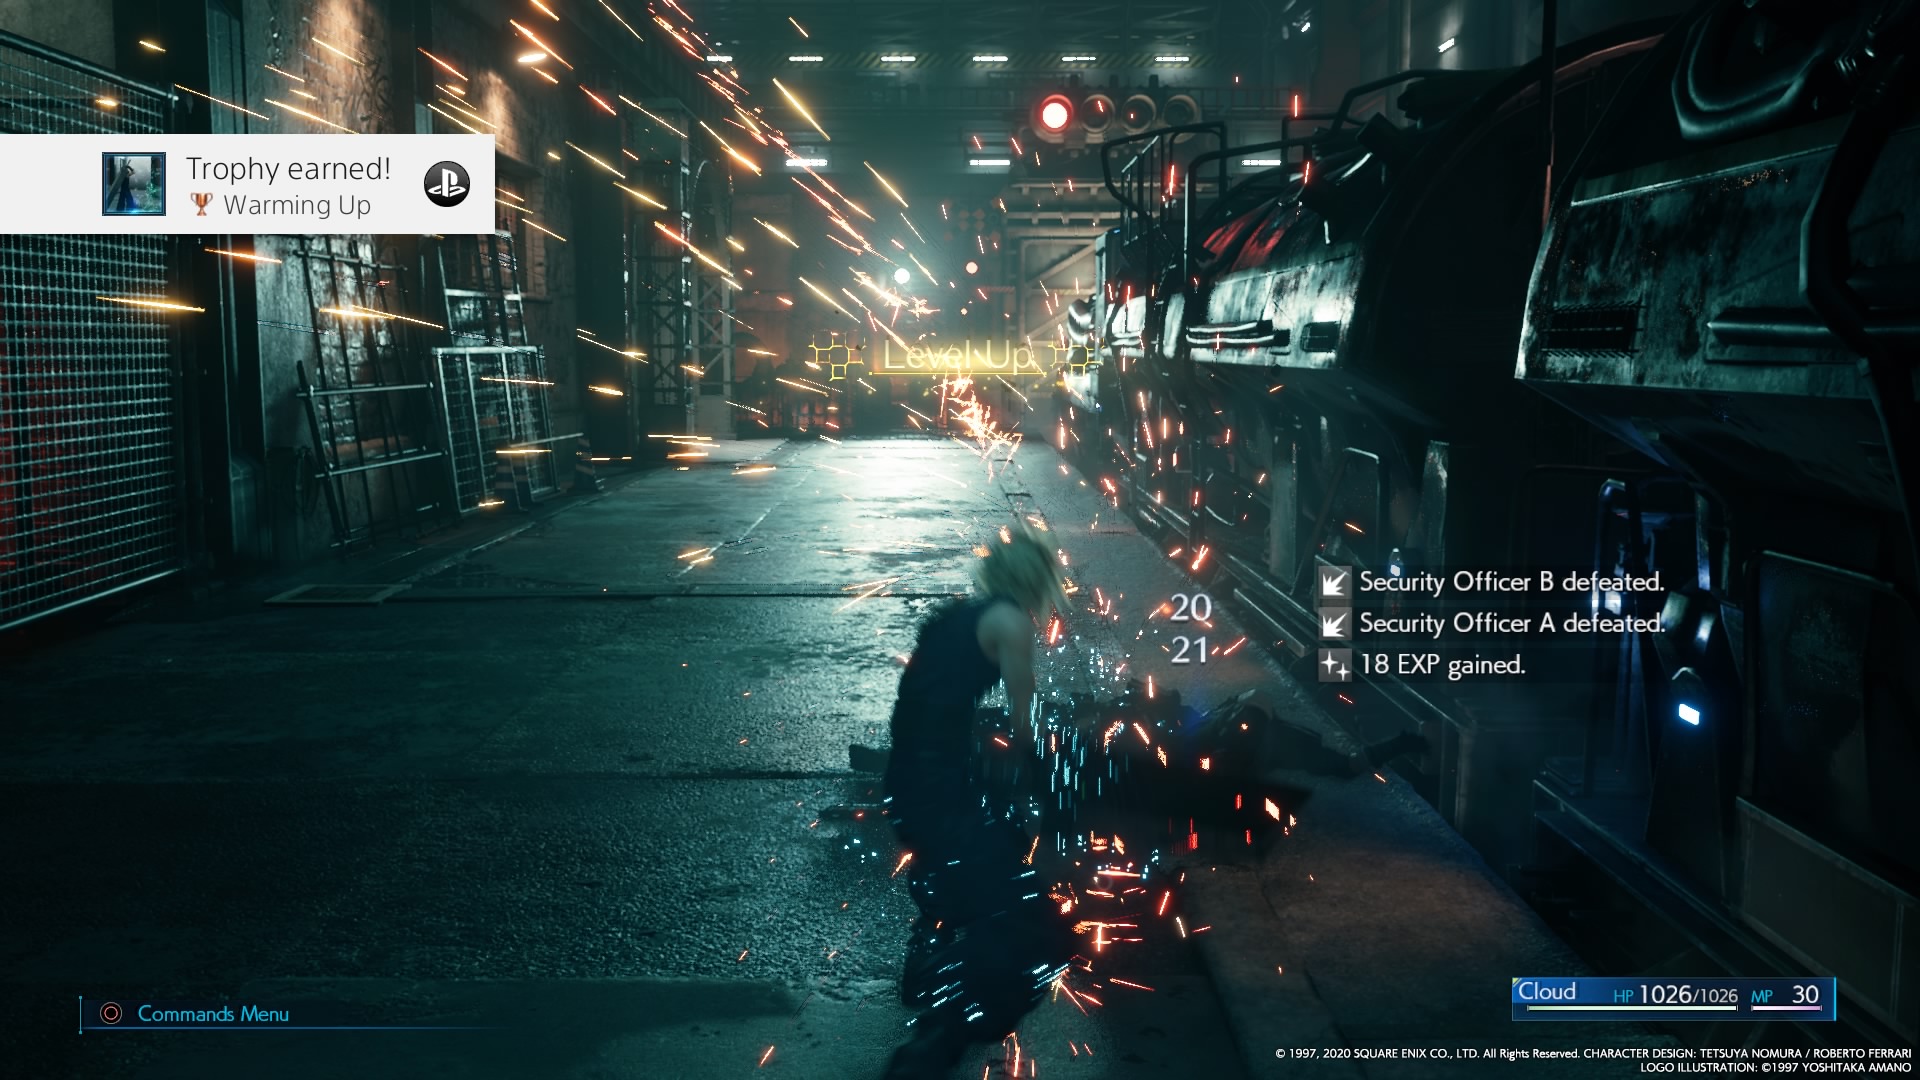 Trophy earned!
Warming Up
Level Up
20
21
Security Officer B defeated.
Security Officer A defeated.
18 EXP gained.
Commands Menu
Cloud HP 1026/1026 MP 30
© 1997, 2020 SQUARE ENIX CO., LTD. All Rights Reserved. CHARACTER DESIGN: TETSUYA NOMURA / ROBERTO FERRARI
LOGO ILLUSTRATION: ©1997 YOSHITAKA AMANO